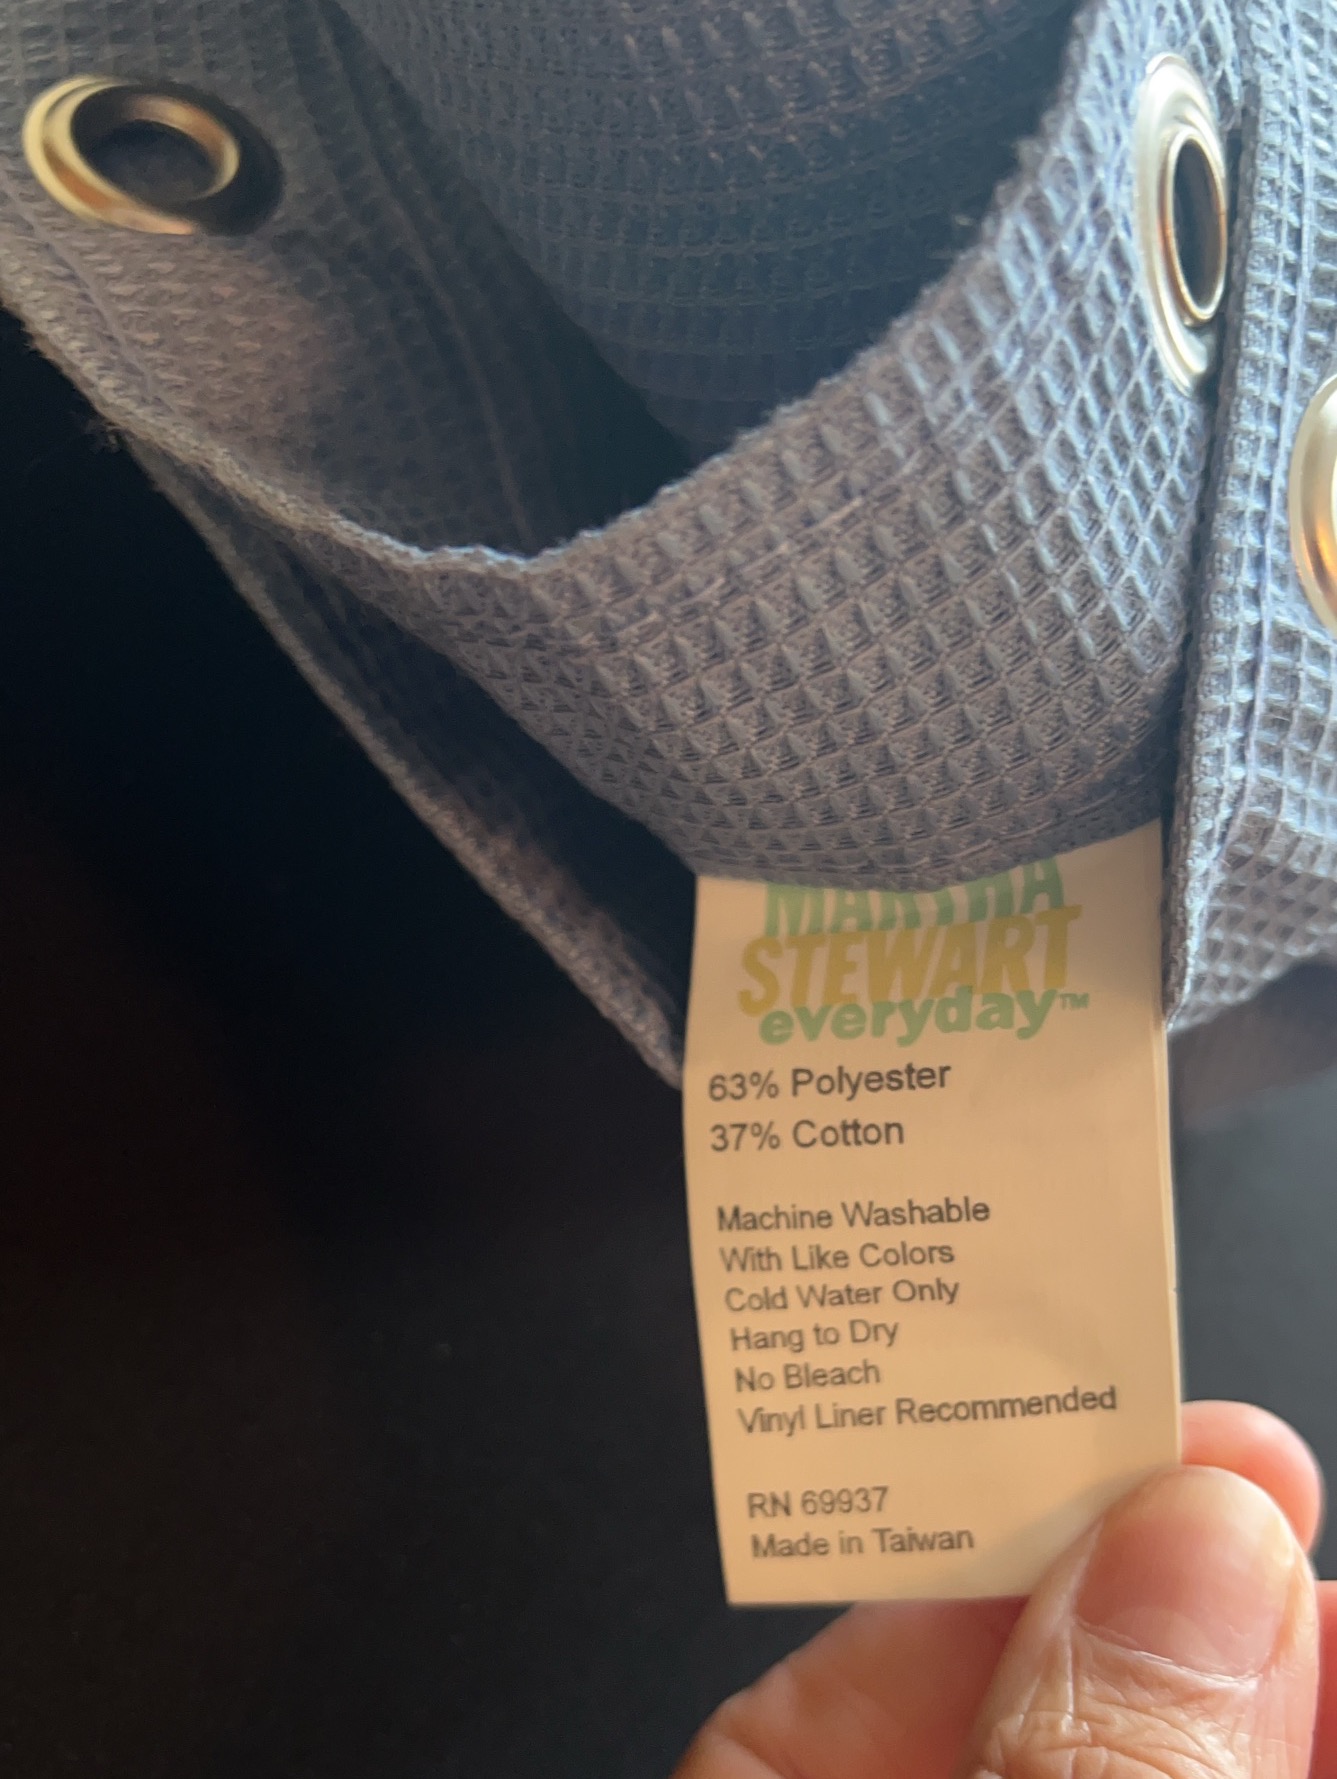 MARTHA
STEWART
everyday™
63% Polyester
37% Cotton
Machine Washable
With Like Colors
Cold Water Only
Hang to Dry
No Bleach
Vinyl Liner Recommended
RN 69937
Made in Taiwan